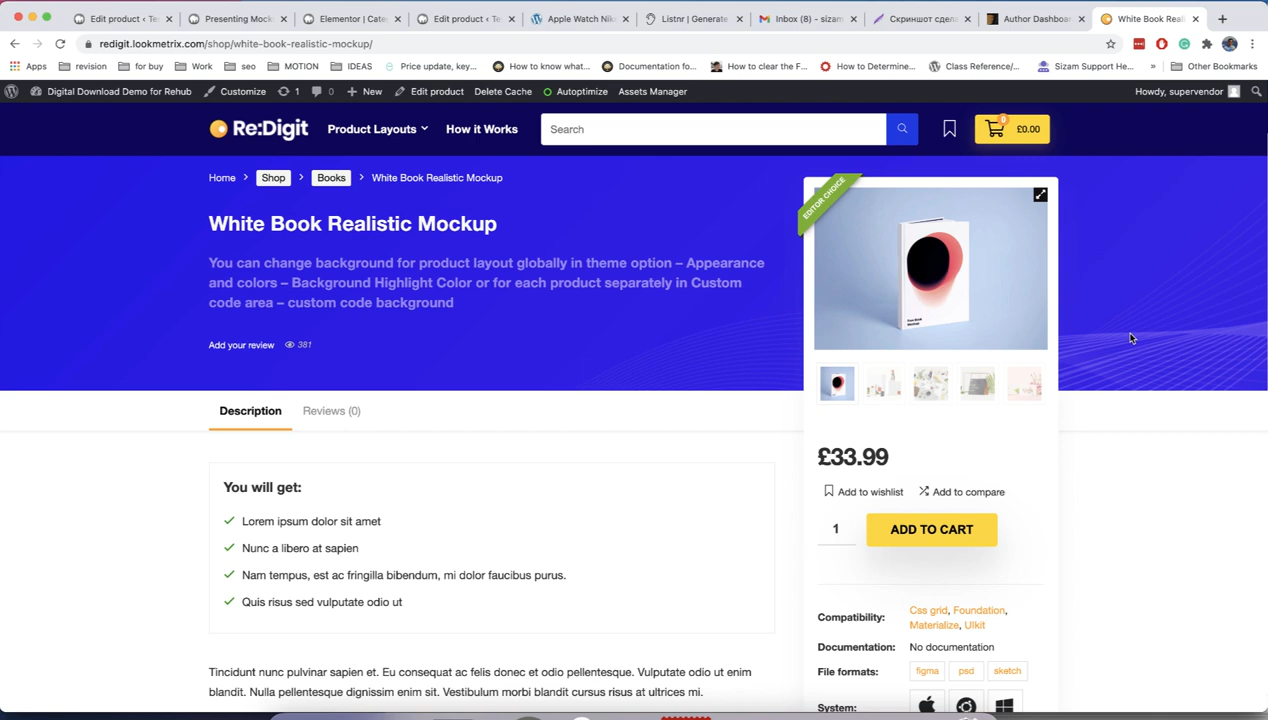 Edit product ‹ Te
Presenting Mock
Elementor | Cate
Edit product ‹ Te
Apple Watch Nik
Listnr | Generate
Inbox (8) - sizam
Скриншот сдела
Author Dashboa
White Book Reali
redigit.lookmetrix.com/shop/white-book-realistic-mockup/
Apps
revision
for buy
Work
seo
MOTION
IDEAS
Price update, key...
How to know what...
Documentation fo...
How to clear the F...
How to Determine...
Class Reference/...
Sizam Support He...
»
Other Bookmarks
Digital Download Demo for Rehub
Customize
1
0
New
Edit product
Delete Cache
Autoptimize
Assets Manager
Howdy, supervendor
Re:Digit
Product Layouts
How it Works
Search
0
£0.00
Home
Shop
Books
White Book Realistic Mockup
EDITOR CHOICE
White Book Realistic Mockup
You can change background for product layout globally in theme option – Appearance
and colors – Background Highlight Color or for each product separately in Custom
code area – custom code background
Add your review
381
Description
Reviews (0)
£33.99
Add to wishlist
Add to compare
1
ADD TO CART
You will get:
Lorem ipsum dolor sit amet
Nunc a libero at sapien
Nam tempus, est ac fringilla bibendum, mi dolor faucibus purus.
Quis risus sed vulputate odio ut
Compatibility:
Css grid, Foundation,
Materialize, UIkit
Documentation:
No documentation
File formats:
figma
psd
sketch
System:
Tincidunt nunc pulvinar sapien et. Eu consequat ac felis donec et odio pellentesque. Vulputate odio ut enim
blandit. Nulla pellentesque dignissim enim sit. Vestibulum morbi blandit cursus risus at ultrices mi.